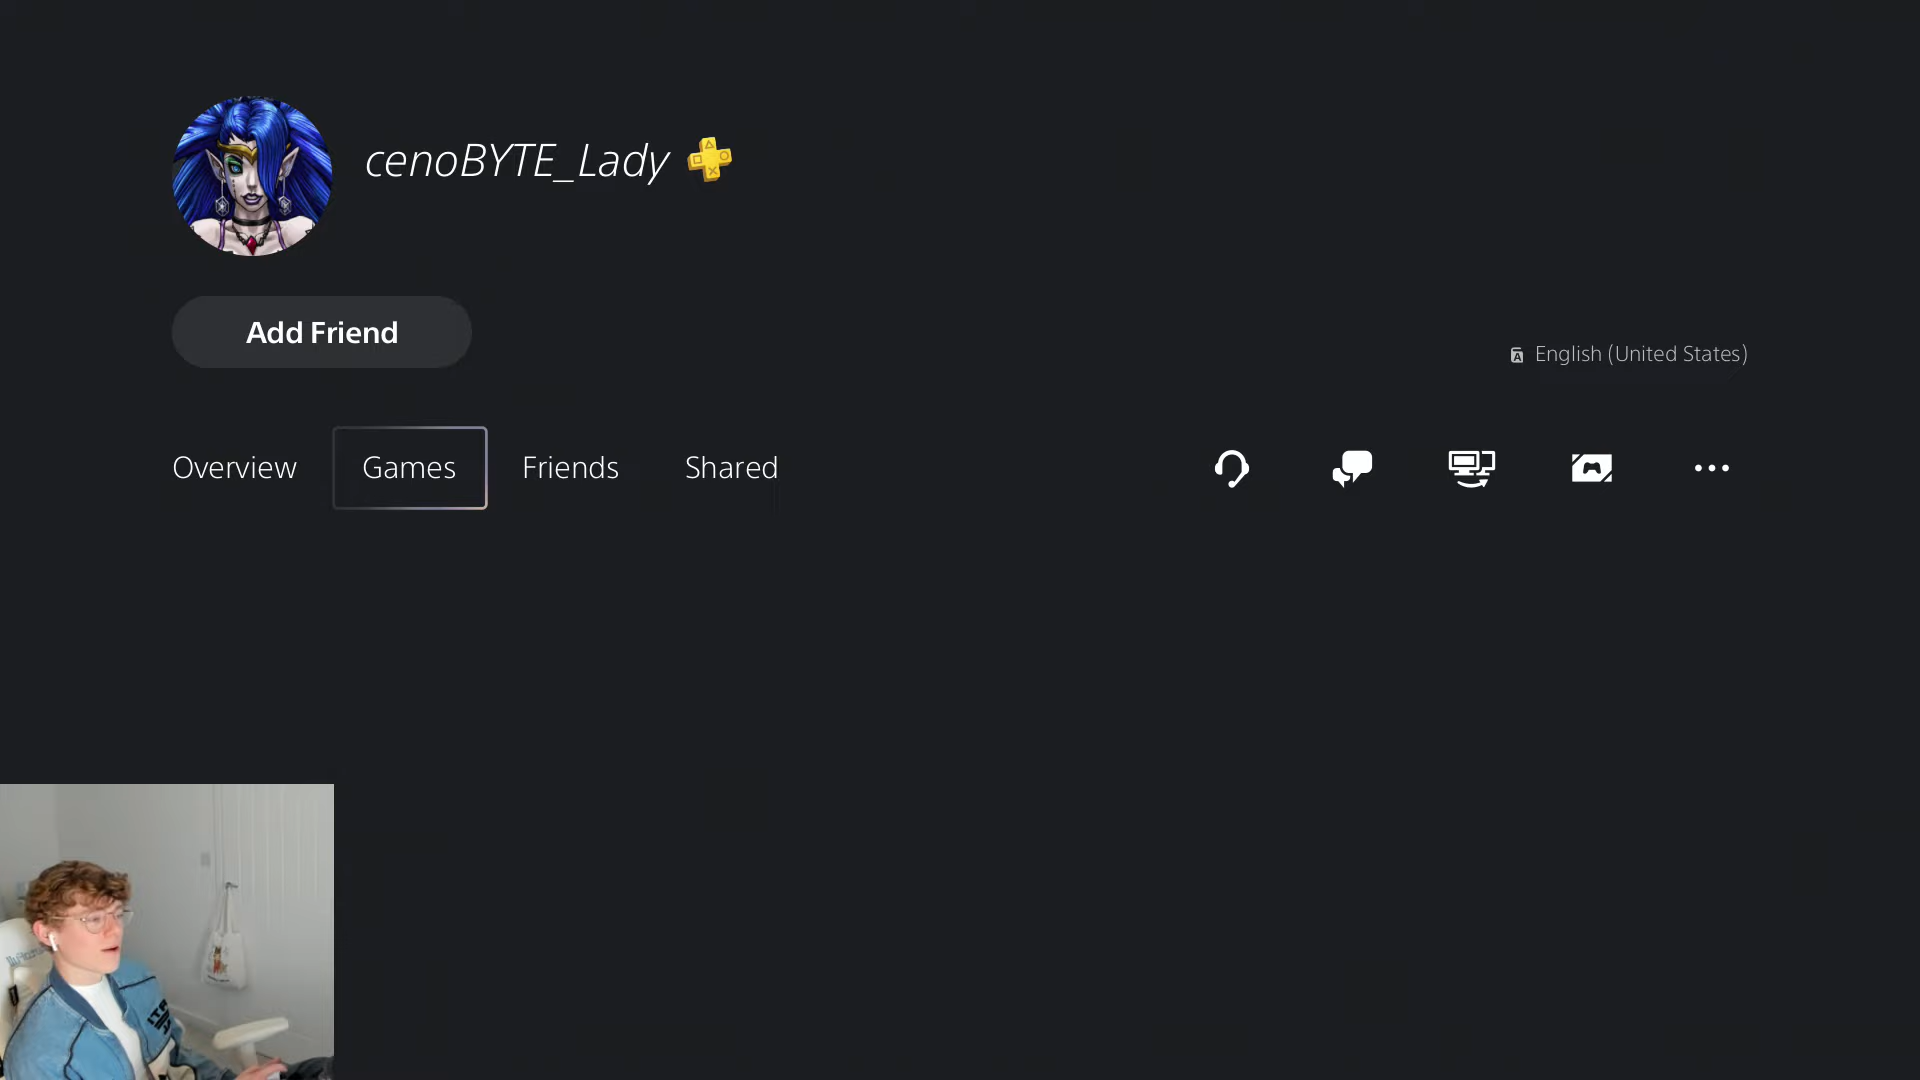 cenoBYTE_Lady
Add Friend
English (United States)
Overview
Games
Friends
Shared